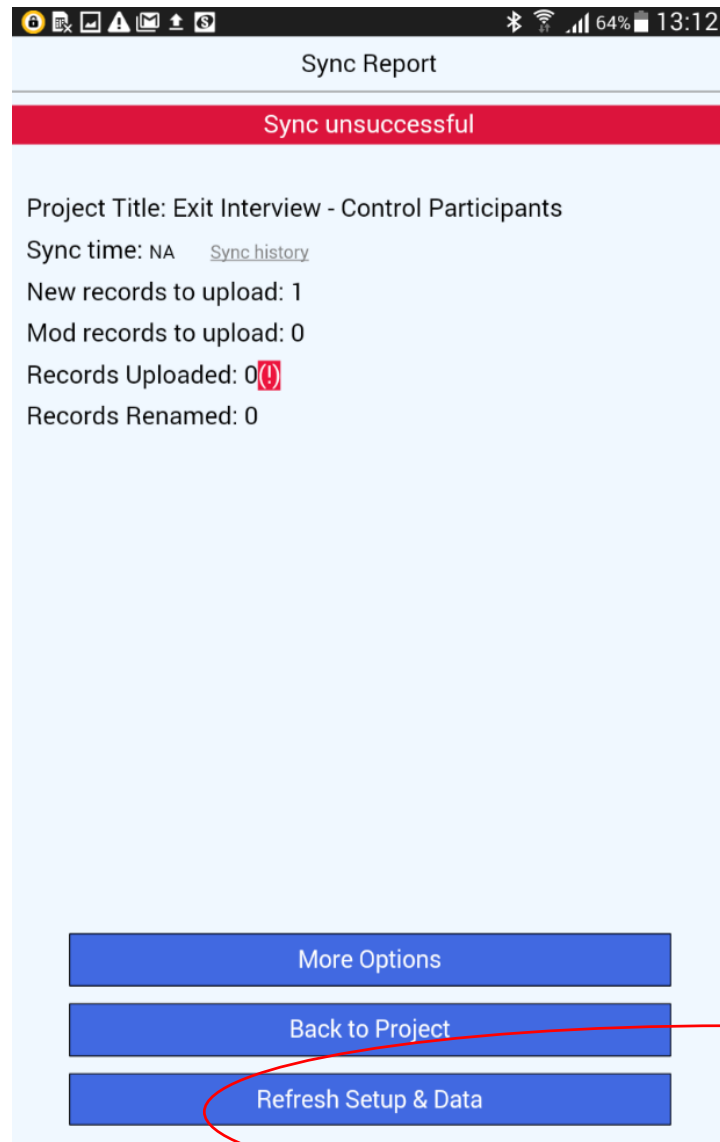 64% 13:12
Sync Report
Sync unsuccessful
Project Title: Exit Interview - Control Participants
Sync time: NA Sync history
New records to upload: 1
Mod records to upload: 0
Records Uploaded: 0(!)
Records Renamed: 0
More Options
Back to Project
Refresh Setup & Data